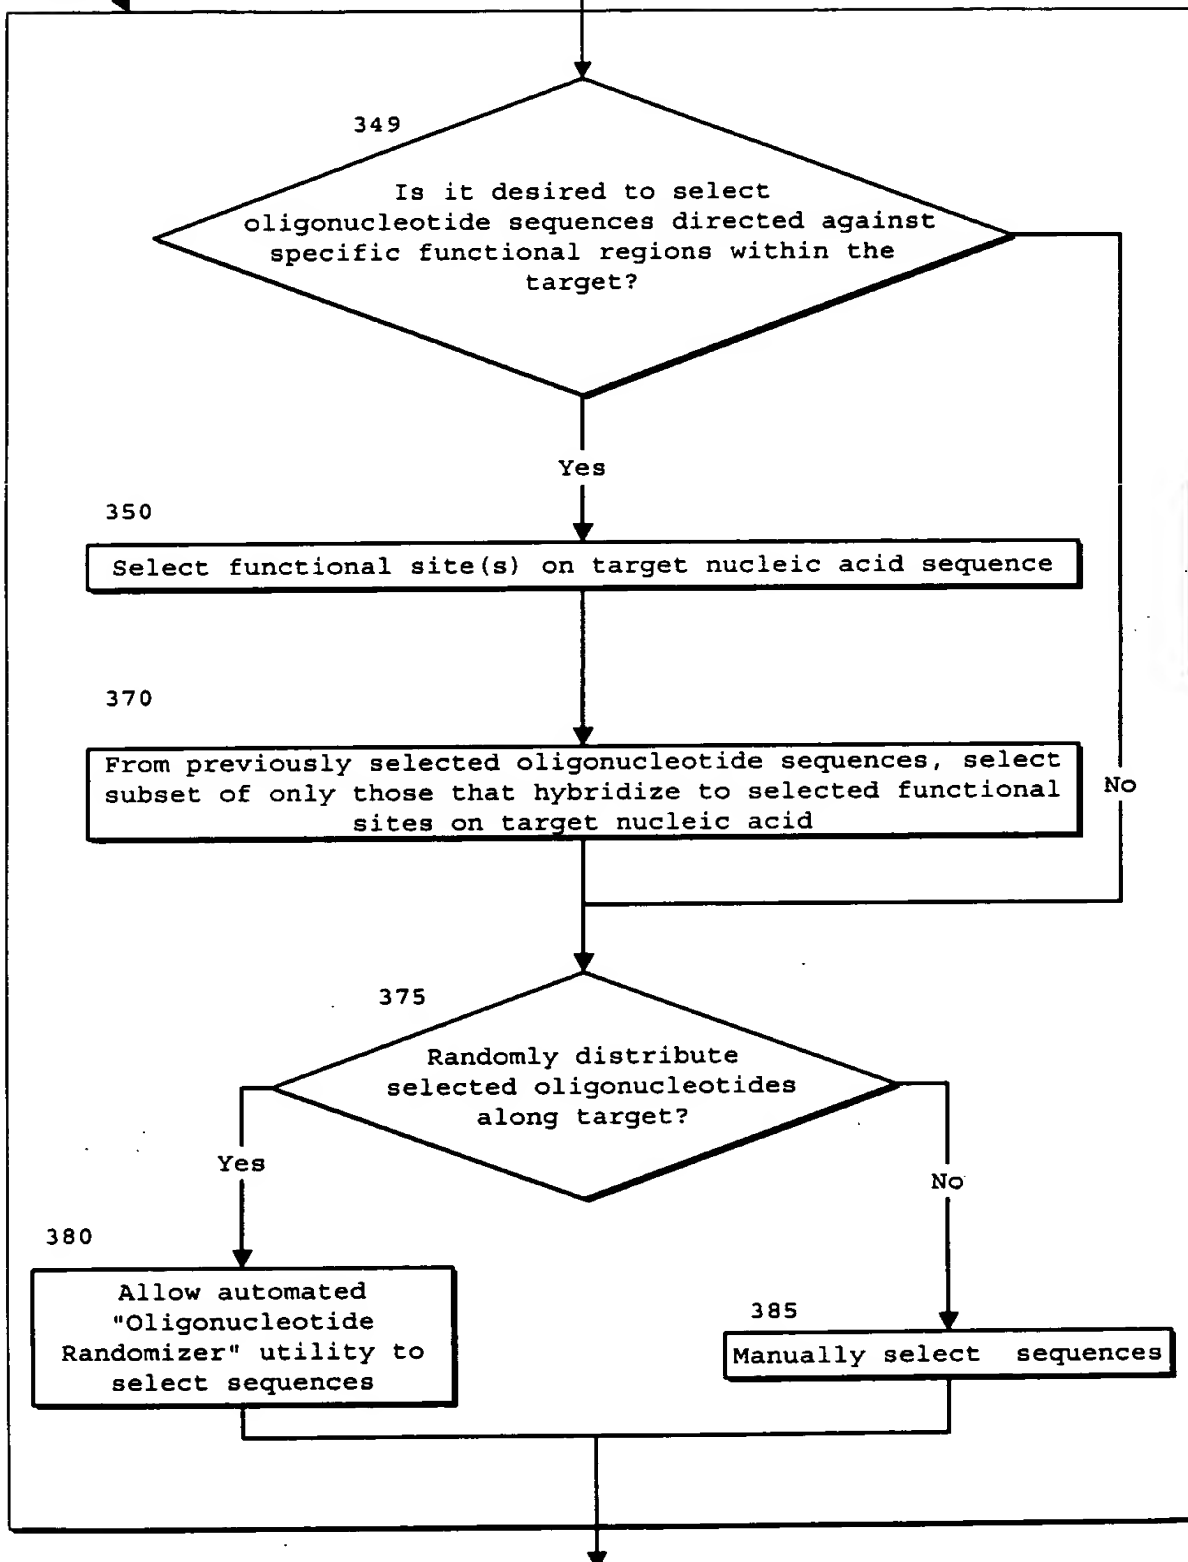 349
Is it desired to select
oligonucleotide sequences directed against
specific functional regions within the
target?
Yes
350
Select functional site(s) on target nucleic acid sequence
370
From previously selected oligonucleotide sequences, select
subset of only those that hybridize to selected functional
sites on target nucleic acid
No
375
Randomly distribute
selected oligonucleotides
along target?
Yes
No
380
Allow automated
"Oligonucleotide
Randomizer" utility to
select sequences
385
Manually select sequences